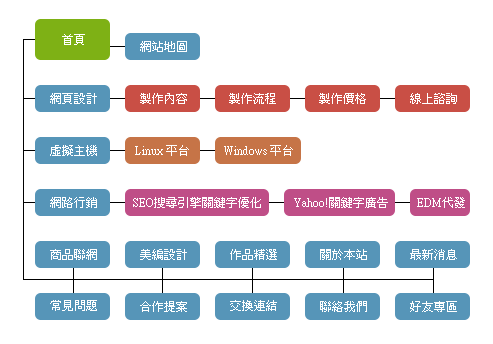 首頁
網站地圖
網頁設計
製作內容
製作流程
製作價格
線上諮詢
虛擬主機
Linux 平台
Windows 平台
網路行銷
SEO搜尋引擎關鍵字優化
Yahoo!關鍵字廣告
EDM代發
商品聯網
美編設計
作品精選
關於本站
最新消息
常見問題
合作提案
交換連結
聯絡我們
好友專區